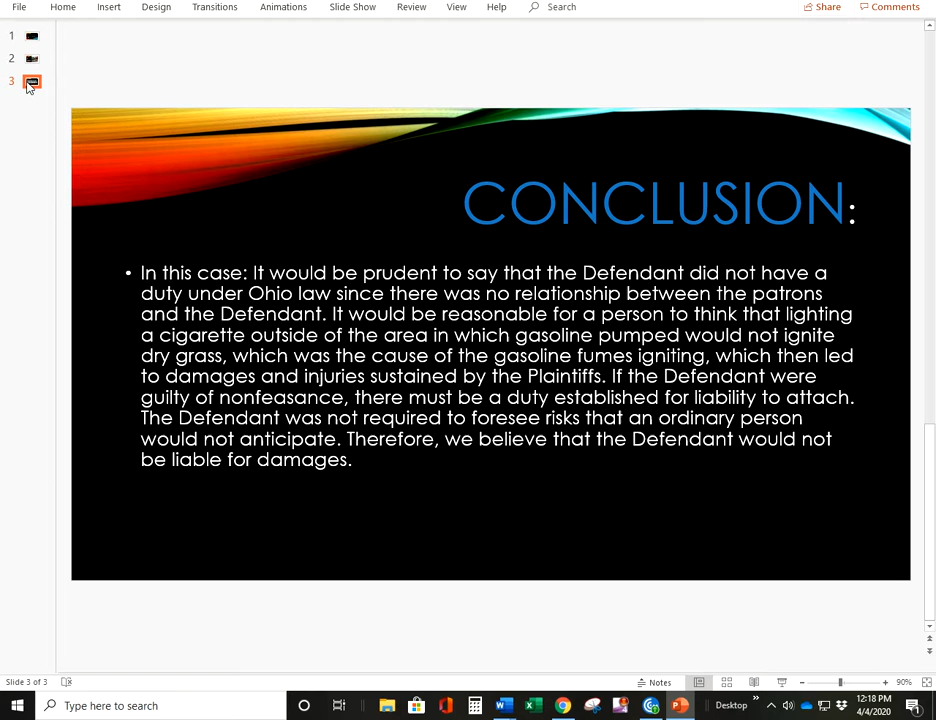 File Home Insert Design Transitions Animations Slide Show Review View Help Search Share Comments
1
2
3
CONCLUSION:
• In this case: It would be prudent to say that the Defendant did not have a
duty under Ohio law since there was no relationship between the patrons
and the Defendant. It would be reasonable for a person to think that lighting
a cigarette outside of the area in which gasoline pumped would not ignite
dry grass, which was the cause of the gasoline fumes igniting, which then led
to damages and injuries sustained by the Plaintiffs. If the Defendant were
guilty of nonfeasance, there must be a duty established for liability to attach.
The Defendant was not required to foresee risks that an ordinary person
would not anticipate. Therefore, we believe that the Defendant would not
be liable for damages.
Slide 3 of 3 Notes 90%
Type here to search Desktop 12:18 PM
4/4/2020